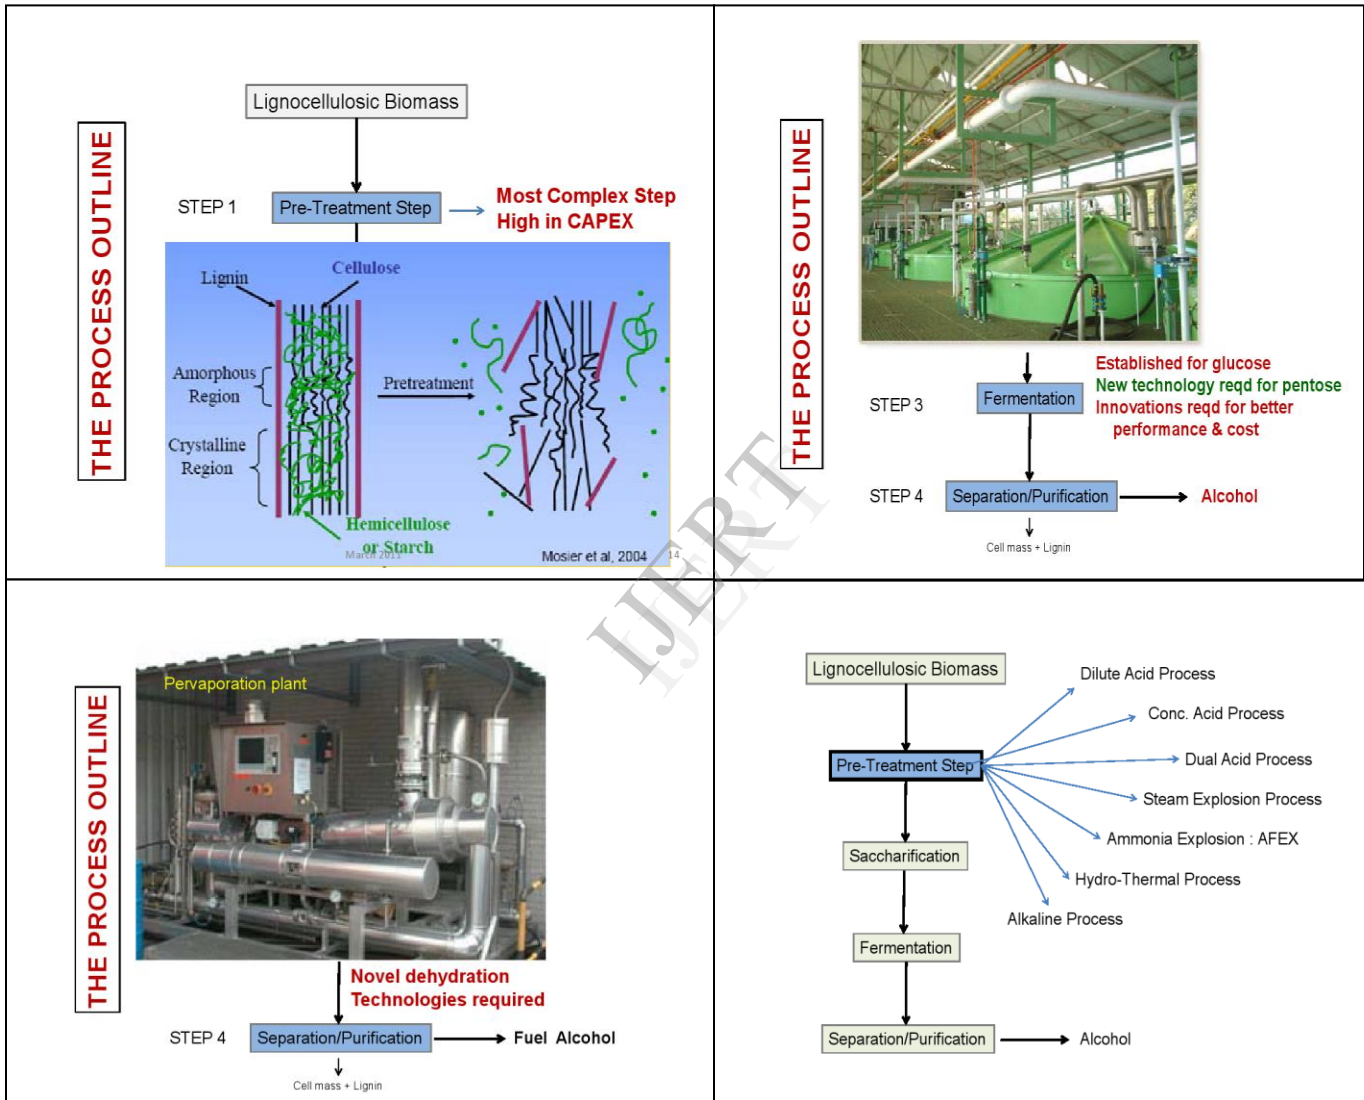 THE PROCESS OUTLINE
Lignocellulosic Biomass
STEP 1
Pre-Treatment Step
Most Complex Step
High in CAPEX
Lignin
Cellulose
Amorphous
Region
Pretreatment
Crystalline
Region
Hemicellulose
or Starch
March 2011
Mosier et al, 2004
14
THE PROCESS OUTLINE
Established for glucose
New technology reqd for pentose
Innovations reqd for better
performance & cost
STEP 3
Fermentation
STEP 4
Separation/Purification
Alcohol
Cell mass + Lignin
IJERT
THE PROCESS OUTLINE
Pervaporation plant
Novel dehydration
Technologies required
STEP 4
Separation/Purification
Fuel Alcohol
Cell mass + Lignin
Lignocellulosic Biomass
Dilute Acid Process
Conc. Acid Process
Pre-Treatment Step
Dual Acid Process
Steam Explosion Process
Ammonia Explosion : AFEX
Saccharification
Hydro-Thermal Process
Alkaline Process
Fermentation
Separation/Purification
Alcohol